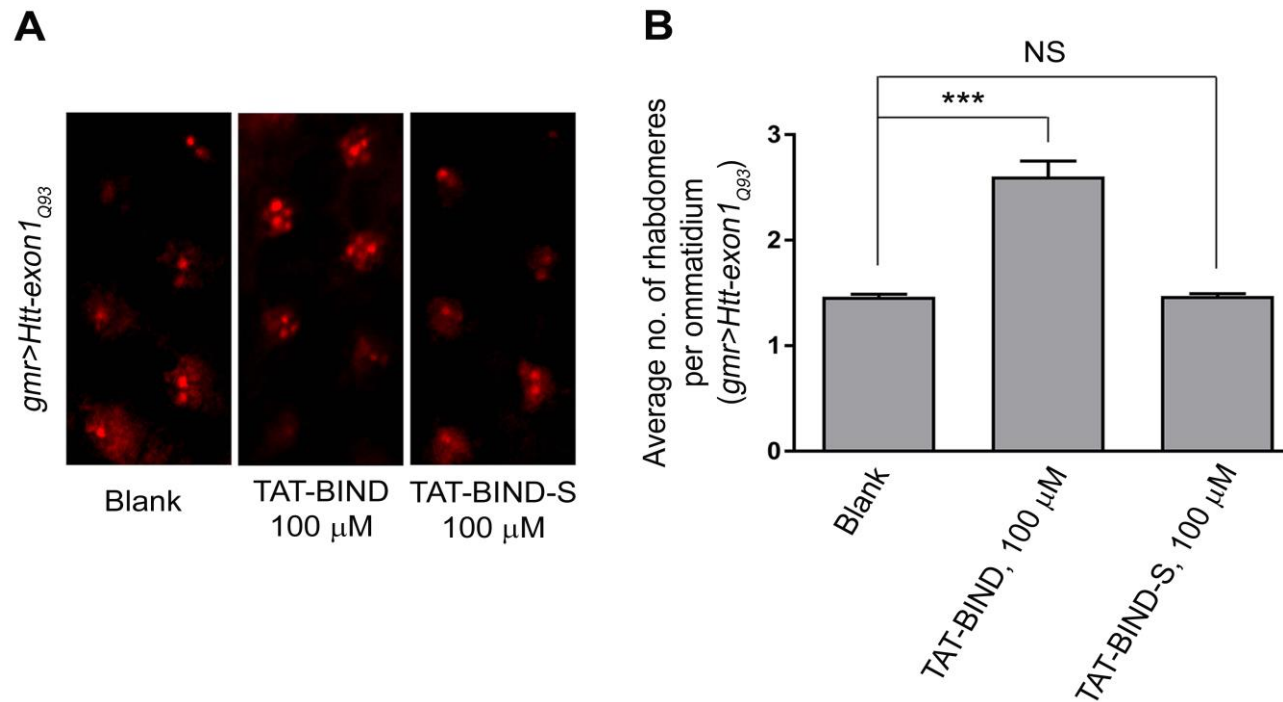 A
gmr>Htt-exon1Q93
Blank
TAT-BIND
100 μM
TAT-BIND-S
100 μM
B
NS
***
Average no. of rhabdomeres
per ommatidium
(gmr>Htt-exon1Q93)
3
2
1
0
Blank
TAT-BIND, 100 μM
TAT-BIND-S, 100 μM